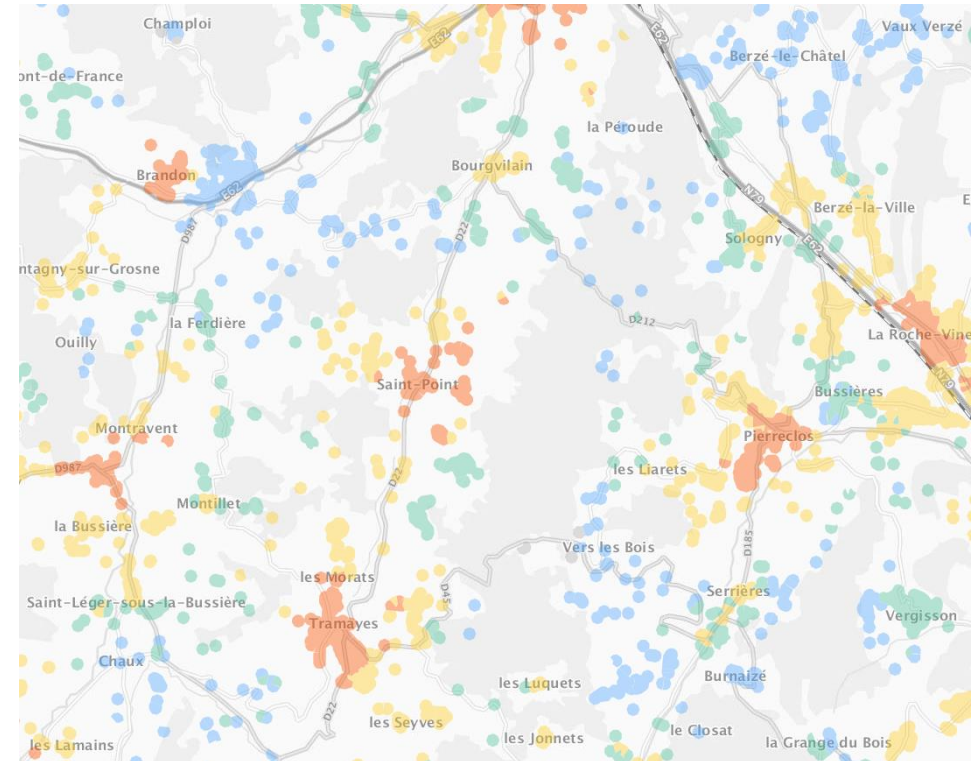 Champloi
Vaux Verzé
E62
E62
Berzé-le-Châtel
ont-de-France
la Peroude
Bourgvilain
Brandon
E62
N79
Berzé-la-Ville
E
D987
D22
Sologny
E62
ntagny-sur-Grosne
la Ferdière
D212
Ouilly
La Roche-Vine
N79
Saint-Point
Bussières
Montravent
Pierreclos
D987
D22
les Liarets
Montillet
la Bussière
D185
Vers les Bois
les Morats
D45
Serrières
Saint-Léger-sous-la-Bussière
Vergisson
Tramayes
Chaux
Burnaizé
les Luquets
D22
les Seyves
le Closat
les Jonnets
la Grange du Bois
les Lamains